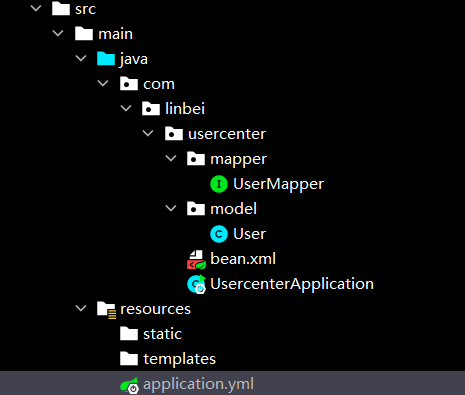 src
main
java
com
linbei
usercenter
mapper
I UserMapper
model
C User
bean.xml
UsercenterApplication
resources
static
templates
application.yml